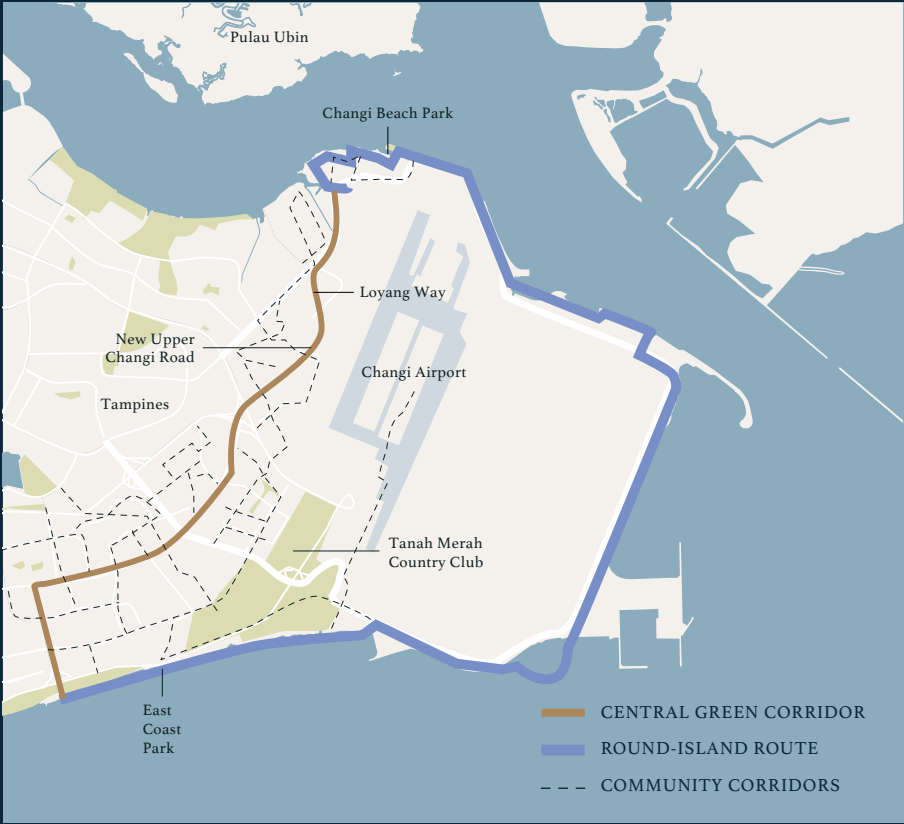 Pulau Ubin
Changi Beach Park
Loyang Way
New Upper
Changi Road
Changi Airport
Tampines
Tanah Merah
Country Club
East
Coast
Park
CENTRAL GREEN CORRIDOR
ROUND-ISLAND ROUTE
COMMUNITY CORRIDORS